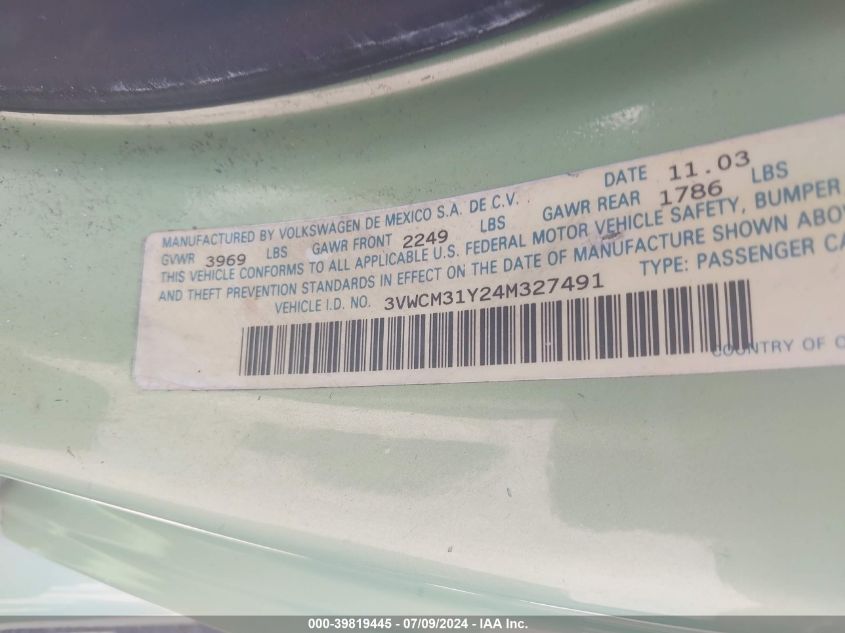 MANUFACTURED BY VOLKSWAGEN DE MEXICO S.A. DE C.V. DATE 11.03
GVWR 3969 LBS GAWR FRONT 2249 LBS GAWR REAR 1786 LBS
THIS VEHICLE CONFORMS TO ALL APPLICABLE U.S. FEDERAL MOTOR VEHICLE SAFETY, BUMPER
AND THEFT PREVENTION STANDARDS IN EFFECT ON THE DATE OF MANUFACTURE SHOWN ABOV
VEHICLE I.D. NO. 3VWCM31Y24M327491 TYPE: PASSENGER CA
COUNTRY OF O
000-39819445 - 07/09/2024 - IAA Inc.